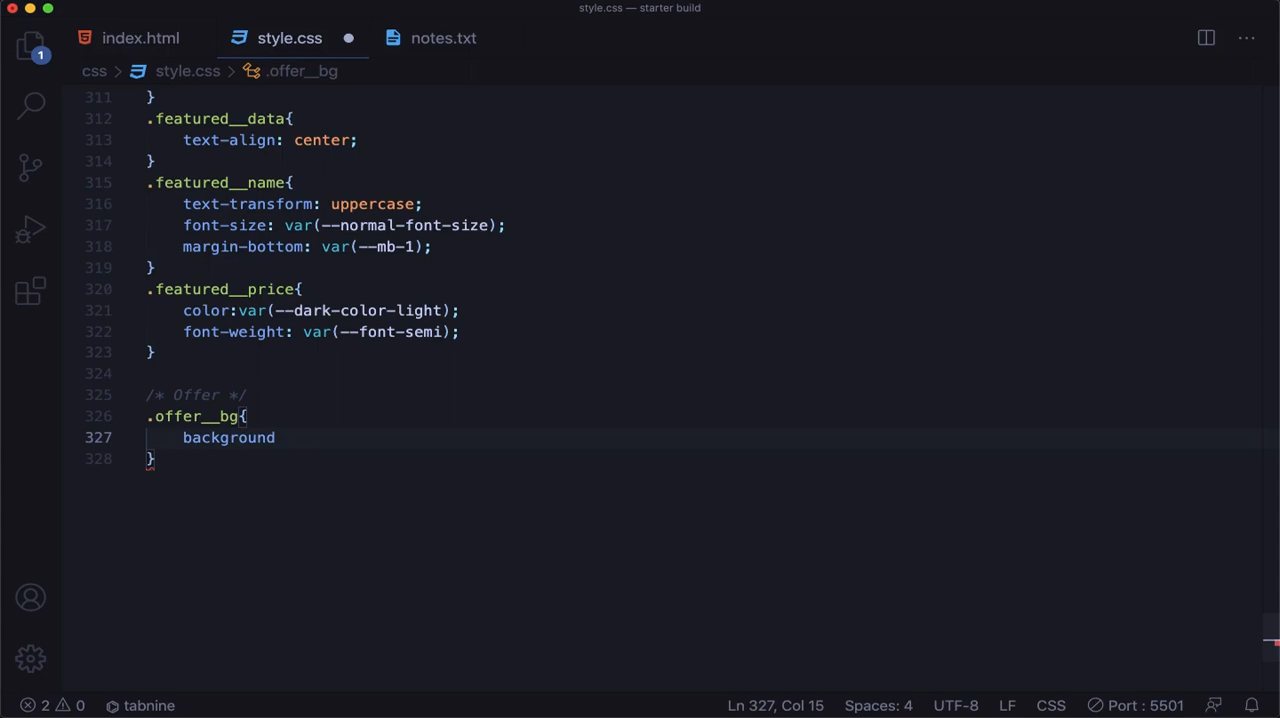 style.css — starter build
index.html style.css notes.txt
1
css > style.css > .offer__bg
311 }
312 .featured__data{
313 text-align: center;
314 }
315 .featured__name{
316 text-transform: uppercase;
317 font-size: var(--normal-font-size);
318 margin-bottom: var(--mb-1);
319 }
320 .featured__price{
321 color:var(--dark-color-light);
322 font-weight: var(--font-semi);
323 }
324
325 /* Offer */
326 .offer__bg{
327 background
328 }
2 0 tabnine Ln 327, Col 15 Spaces: 4 UTF-8 LF CSS Port : 5501